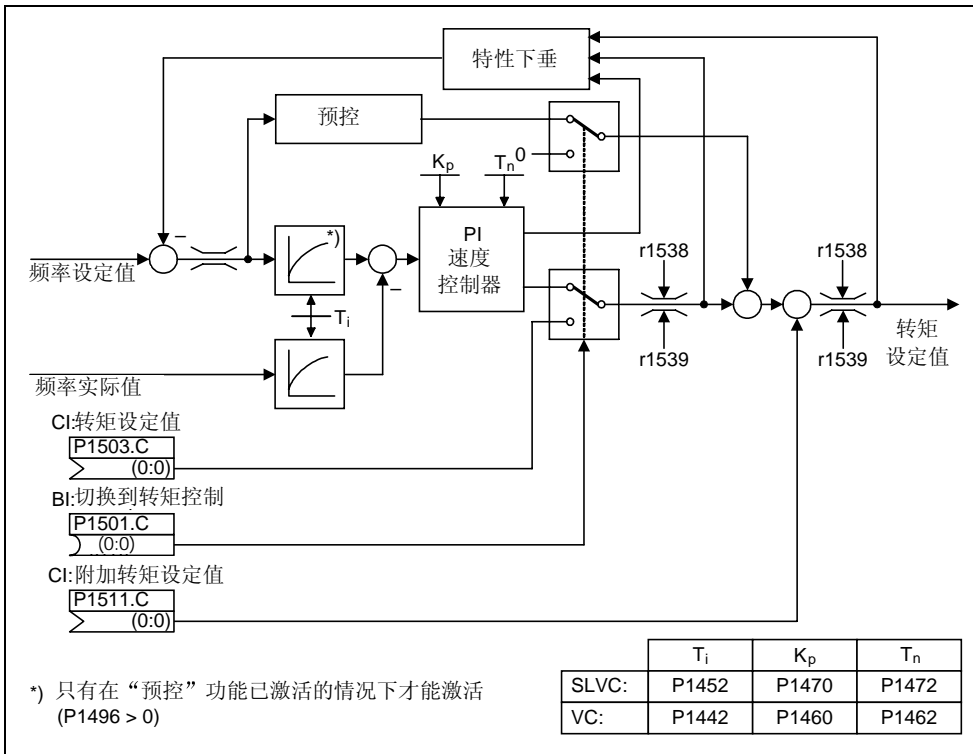 特性下垂
预控
Kp
Tn
0
*)
PI
速度
控制器
r1538
r1538
频率设定值
Ti
r1539
r1539
转矩
设定值
频率实际值
CI:转矩设定值
P1503.C
(0:0)
BI:切换到转矩控制
P1501.C
(0:0)
CI:附加转矩设定值
P1511.C
(0:0)
Ti Kp Tn
SLVC: P1452 P1470 P1472
VC: P1442 P1460 P1462
*) 只有在“预控”功能已激活的情况下才能激活
(P1496 > 0)